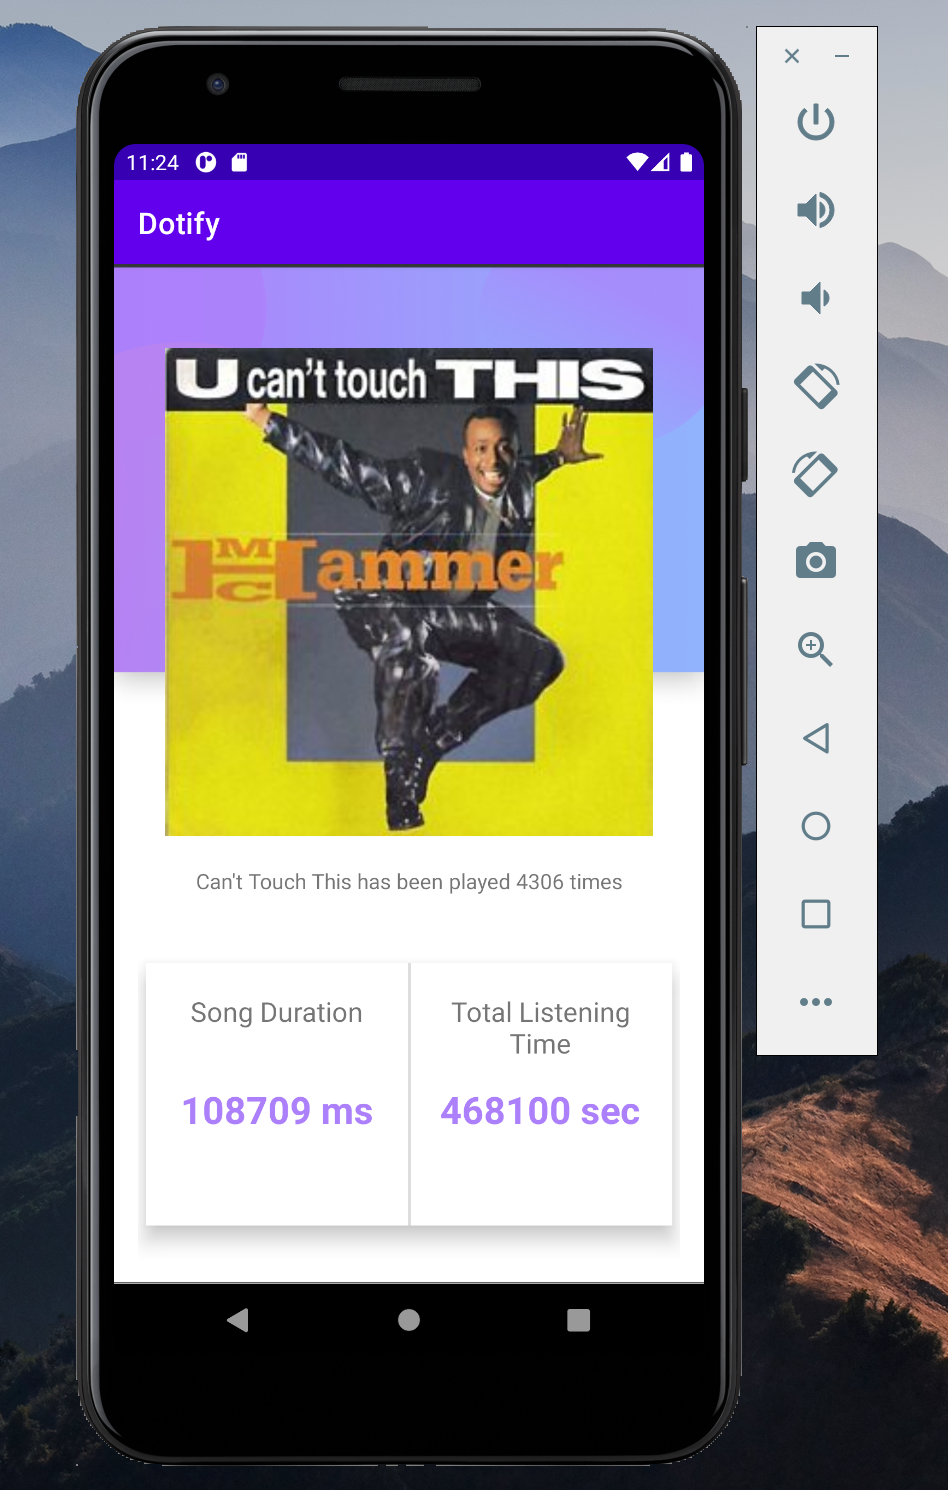 11:24
Dotify
U can't touch THIS
MC Hammer
Can't Touch This has been played 4306 times
Song Duration
Total Listening
Time
108709 ms
468100 sec